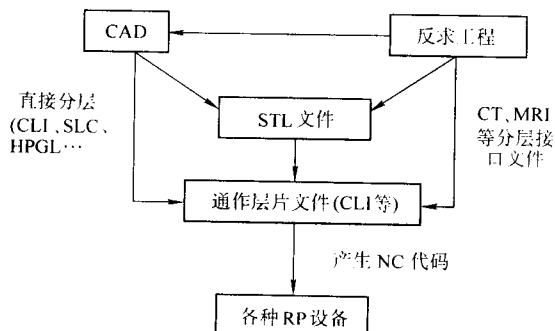 CAD
反求工程
直接分层
(CLI、SLC、
HPGL…
STL 文件
CT、MRI
等分层接
口文件
通作层片文件(CLI等)
产生 NC 代码
各种RP设备